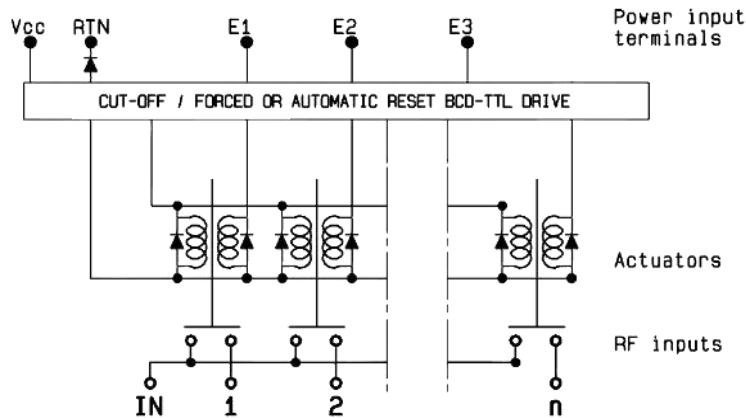 Vcc RTN E1 E2 E3 Power input
terminals
CUT-OFF / FORCED OR AUTOMATIC RESET BCD-TTL DRIVE
Actuators
RF inputs
IN 1 2 n